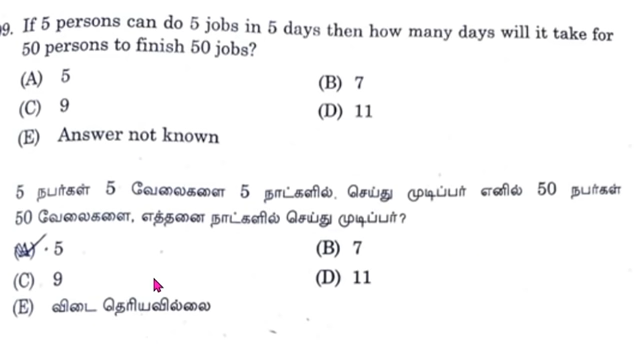 9. If 5 persons can do 5 jobs in 5 days then how many days will it take for
50 persons to finish 50 jobs?
(A) 5 (B) 7
(C) 9 (D) 11
(E) Answer not known
5 நபர்கள் 5 வேலைகளை 5 நாட்களில். செய்து முடிப்பர் எனில் 50 நபர்கள்
50 வேலைகளை, எத்தனை நாட்களில் செய்து முடிப்பர்?
(A) 5 (B) 7
(C) 9 (D) 11
(E) விடை தெரியவில்லை